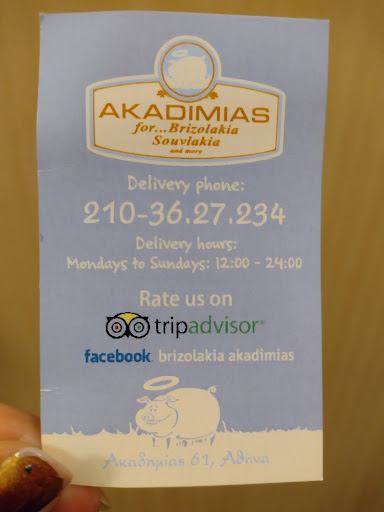 AKADIMIAS
for...Brizolakia
Souvlakia
and more
Delivery phone:
210-36.27.234
Delivery hours:
Mondays to Sundays: 12:00 - 24:00
Rate us on
tripadvisor®
facebook brizolakia akadimias
Ακαδημίας 61, Αθήνα